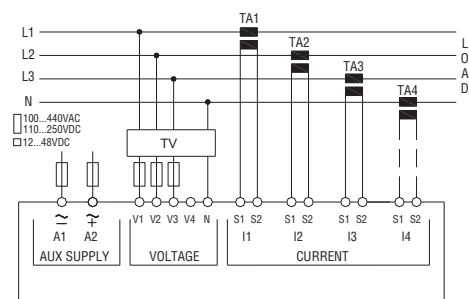 TA1
L1
TA2
L2
TA3
L3
TA4
N
L
O
A
D
100...440VAC
110...250VDC
12...48VDC
TV
V1 V2 V3 V4 N S1 S2 S1 S2 S1 S2 S1 S2
A1 A2 I1 I2 I3 I4
AUX SUPPLY VOLTAGE CURRENT